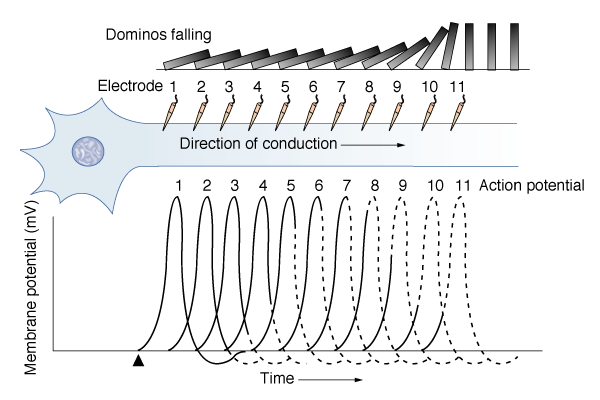 Dominos falling
Electrode 1 2 3 4 5 6 7 8 9 10 11
Direction of conduction
1 2 3 4 5 6 7 8 9 10 11 Action potential
Membrane potential (mV)
Time